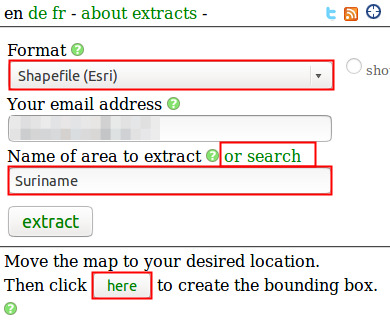 en de fr - about extracts -
Format ?
Shapefile (Esri)
sho
Your email address ?
Name of area to extract ? or search
Suriname
extract
Move the map to your desired location.
Then click here to create the bounding box.
?